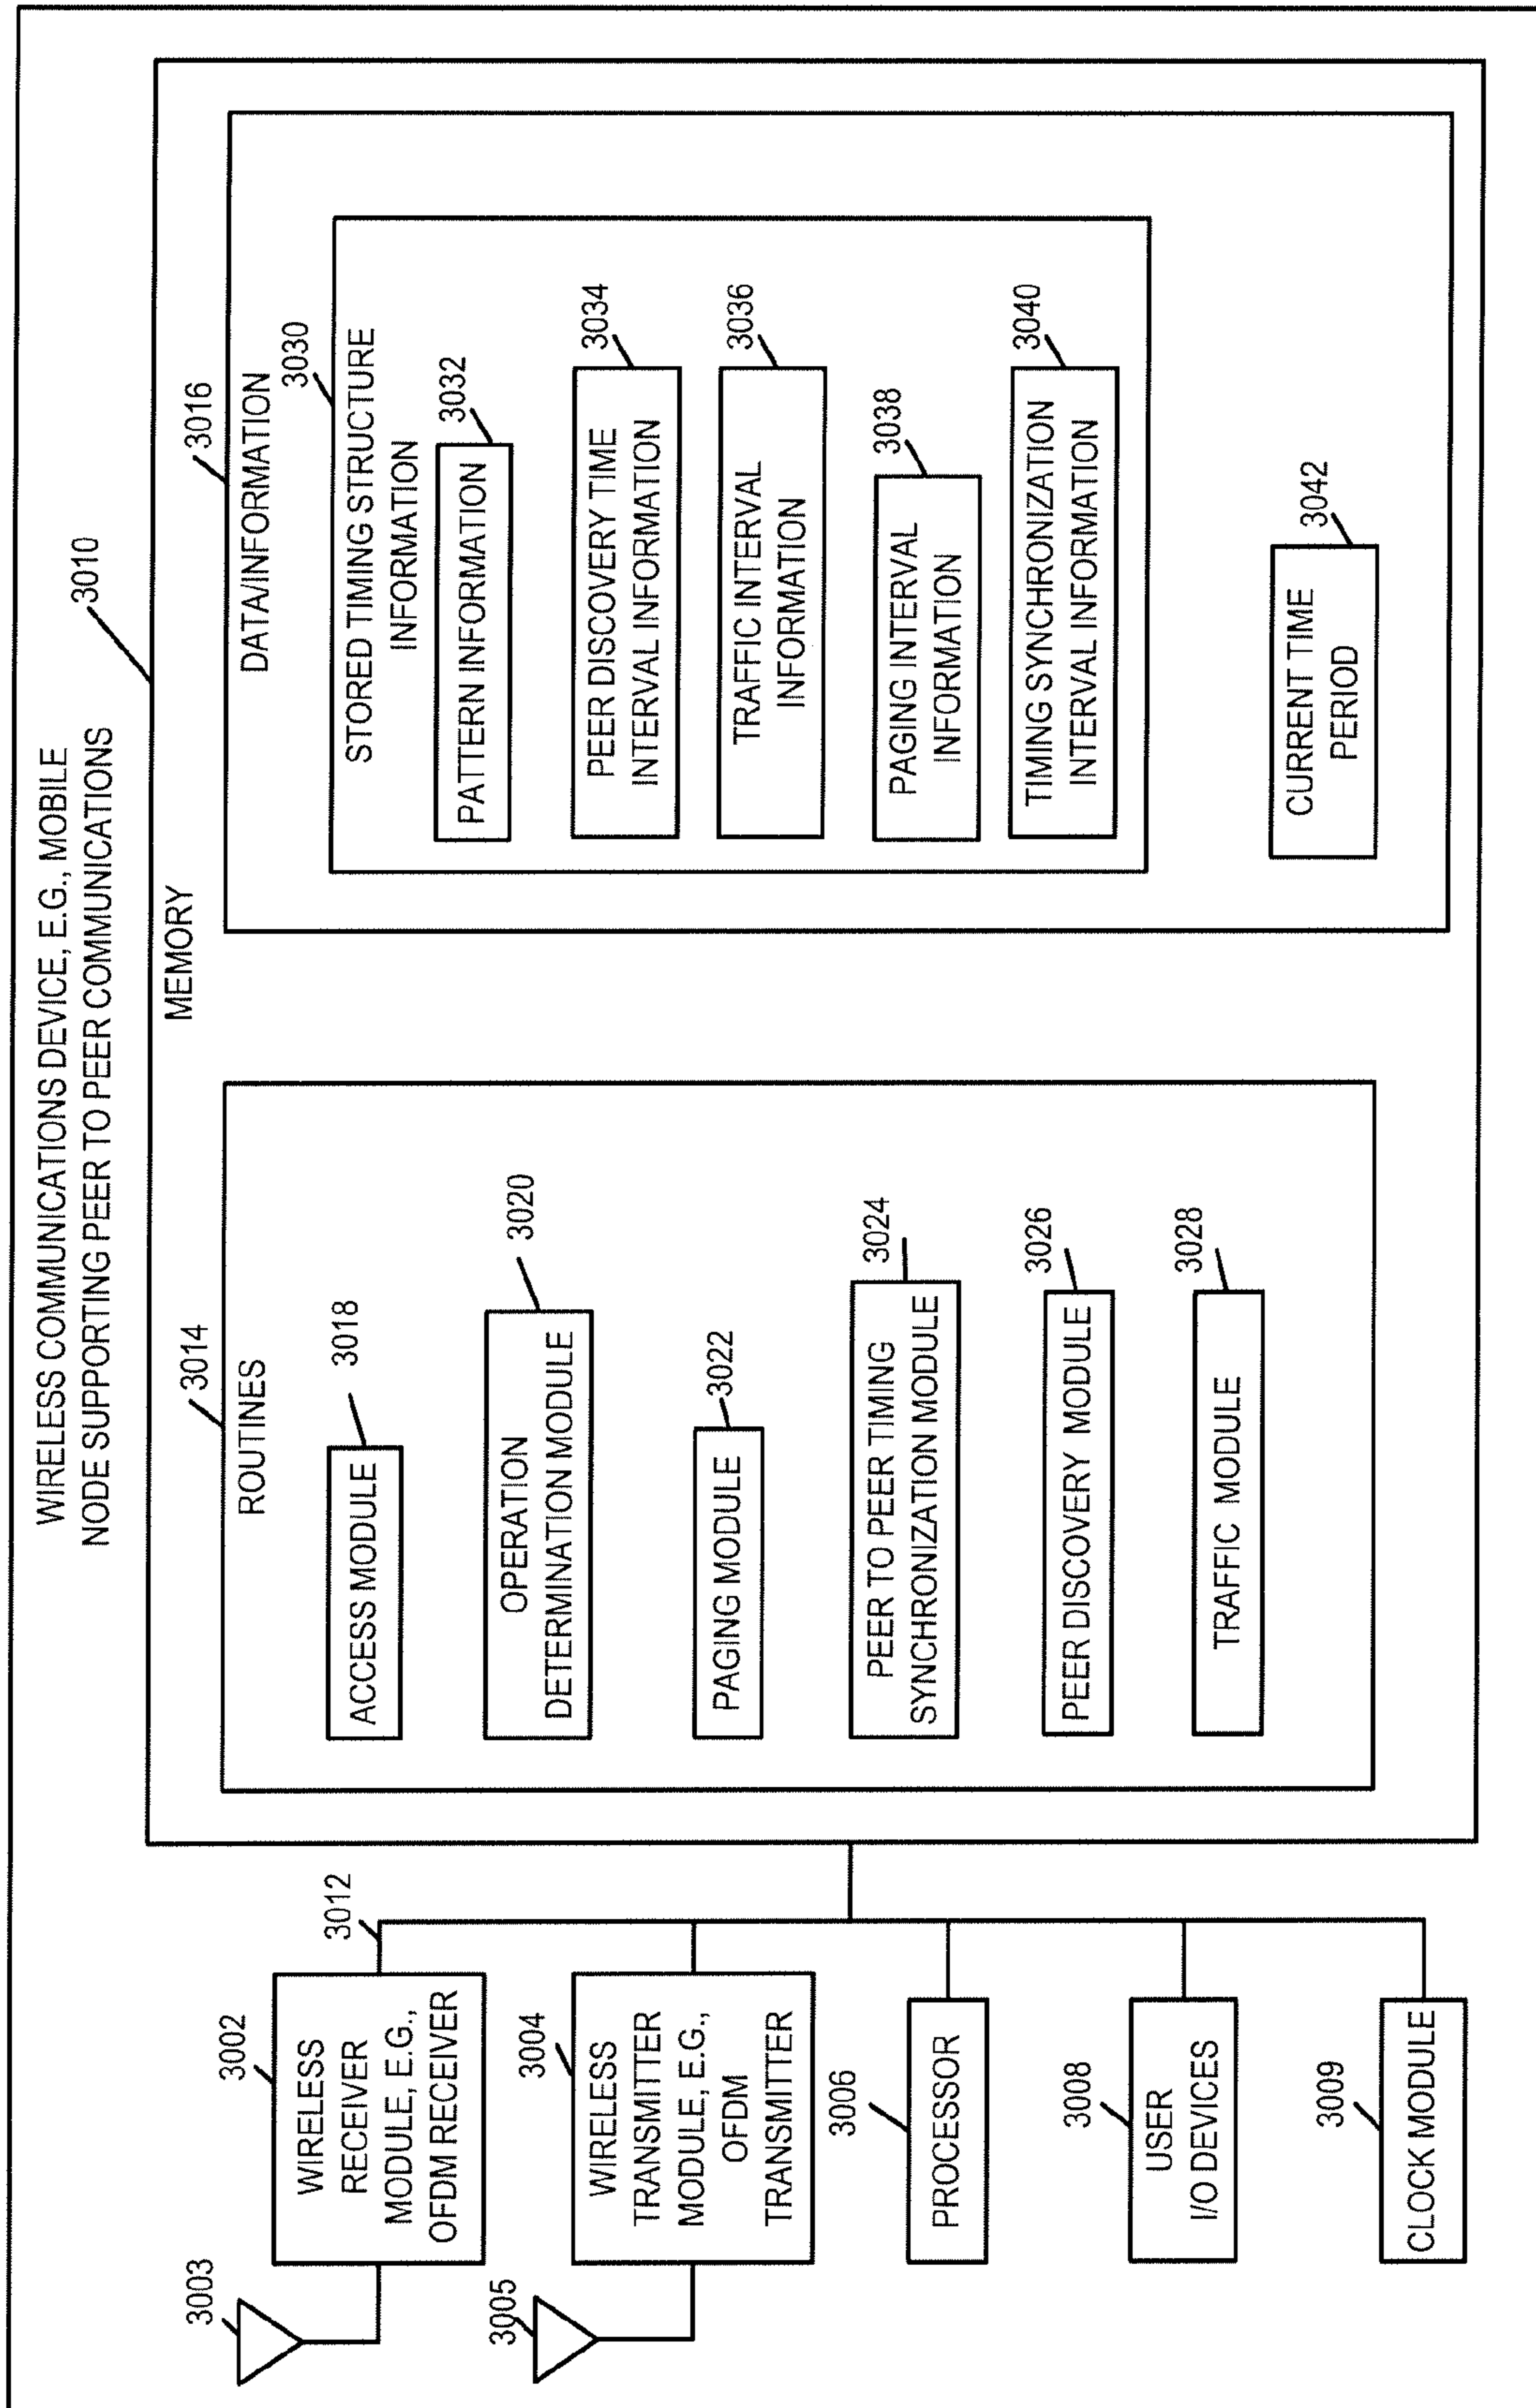 WIRELESS COMMUNICATIONS DEVICE, E.G., MOBILE
NODE SUPPORTING PEER TO PEER COMMUNICATIONS
3003
3002
WIRELESS
RECEIVER
MODULE, E.G.,
OFDM RECEIVER
3005
3004
WIRELESS
TRANSMITTER
MODULE, E.G.,
OFDM
TRANSMITTER
3006
PROCESSOR
3008
USER
I/O DEVICES
3009
CLOCK MODULE
3012
3010
MEMORY
3014
ROUTINES
3018
ACCESS MODULE
3020
OPERATION
DETERMINATION MODULE
3022
PAGING MODULE
3024
PEER TO PEER TIMING
SYNCHRONIZATION MODULE
3026
PEER DISCOVERY MODULE
3028
TRAFFIC MODULE
3016
DATA/INFORMATION
3030
STORED TIMING STRUCTURE
INFORMATION
3032
PATTERN INFORMATION
3034
PEER DISCOVERY TIME
INTERVAL INFORMATION
3036
TRAFFIC INTERVAL
INFORMATION
3038
PAGING INTERVAL
INFORMATION
3040
TIMING SYNCHRONIZATION
INTERVAL INFORMATION
3042
CURRENT TIME
PERIOD